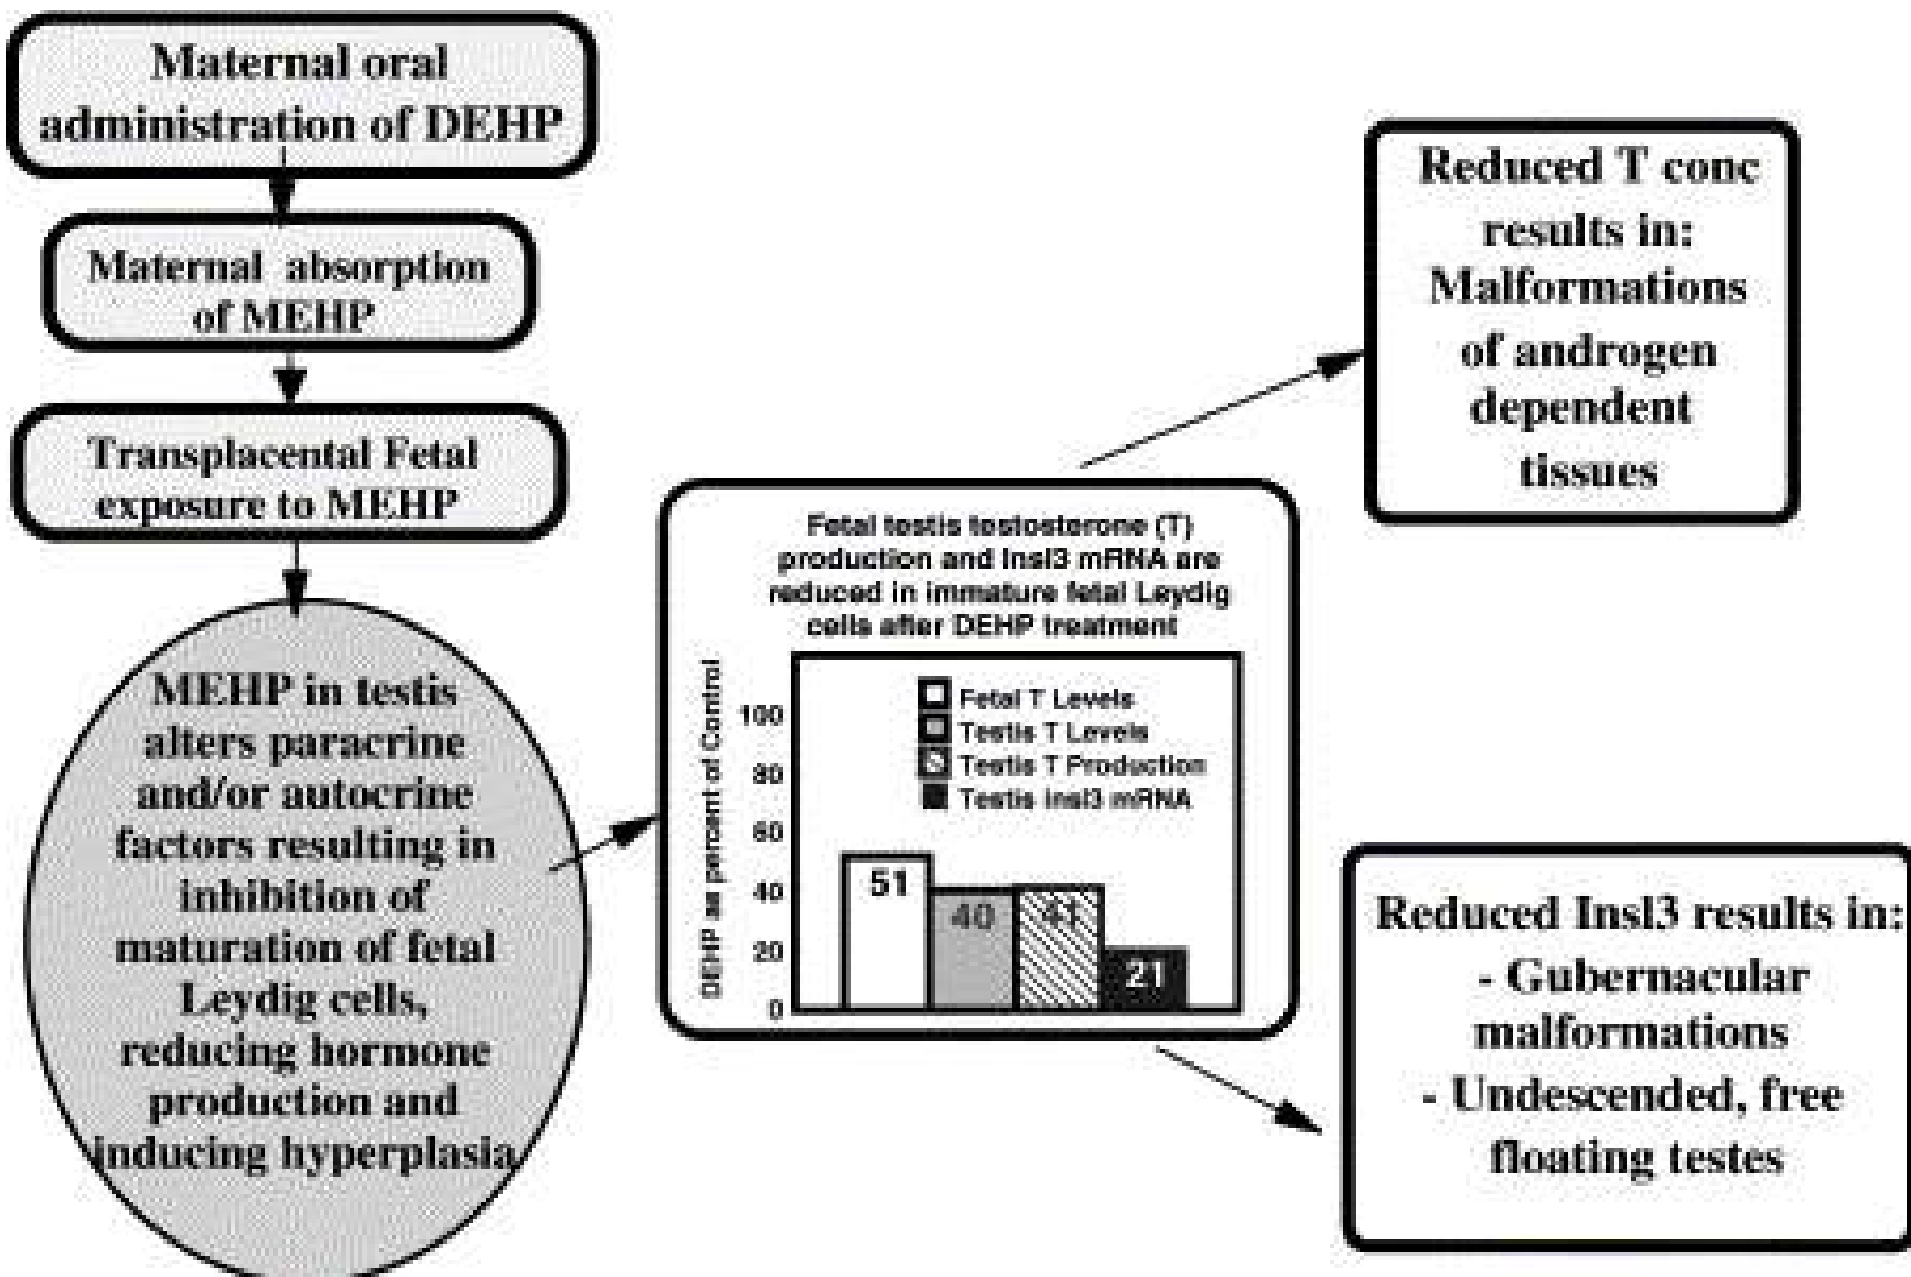 Maternal oral
administration of DEHP
Maternal absorption
of MEHP
Transplacental Fetal
exposure to MEHP
MEHP in testis
alters paracrine
and/or autocrine
factors resulting in
inhibition of
maturation of fetal
Leydig cells,
reducing hormone
production and
inducing hyperplasia
Fetal testis testosterone (T)
production and Insl3 mRNA are
reduced in immature fetal Leydig
cells after DEHP treatment
DEHP as percent of Control
100
80
60
40
20
0
Fetal T Levels
Testis T Levels
Testis T Production
Testis insl3 mRNA
51
40
41
21
Reduced T conc
results in:
Malformations
of androgen
dependent
tissues
Reduced Insl3 results in:
- Gubernacular
malformations
- Undescended, free
floating testes